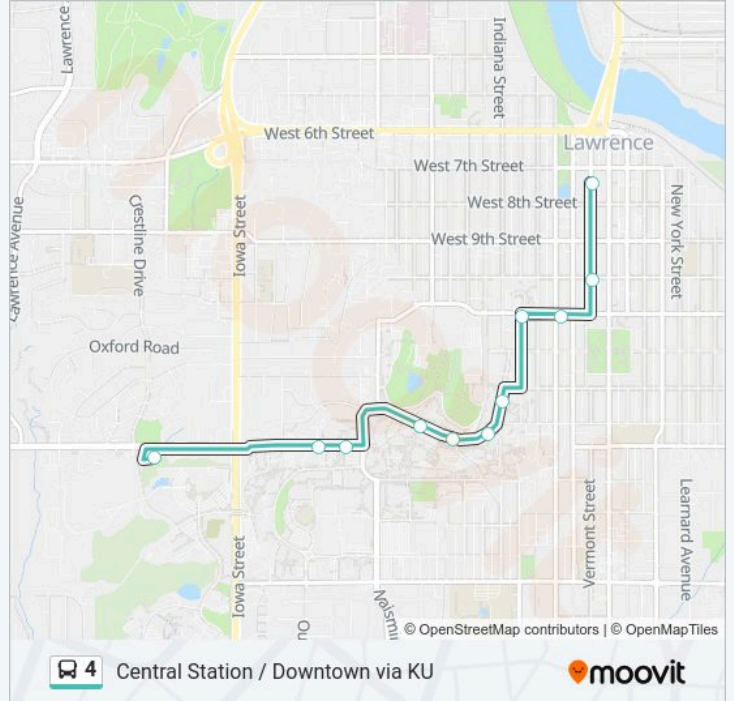 Lawrence
Indiana Street
West 6th Street
Lawrence
West 7th Street
West 8th Street
New York Street
Crestline Drive
Iowa Street
Lawrence Avenue
West 9th Street
Oxford Road
Vermont Street
Learnard Avenue
Iowa Street
Naismi
Ou
© OpenStreetMap contributors | © OpenMapTiles
4 Central Station / Downtown via KU
moovit